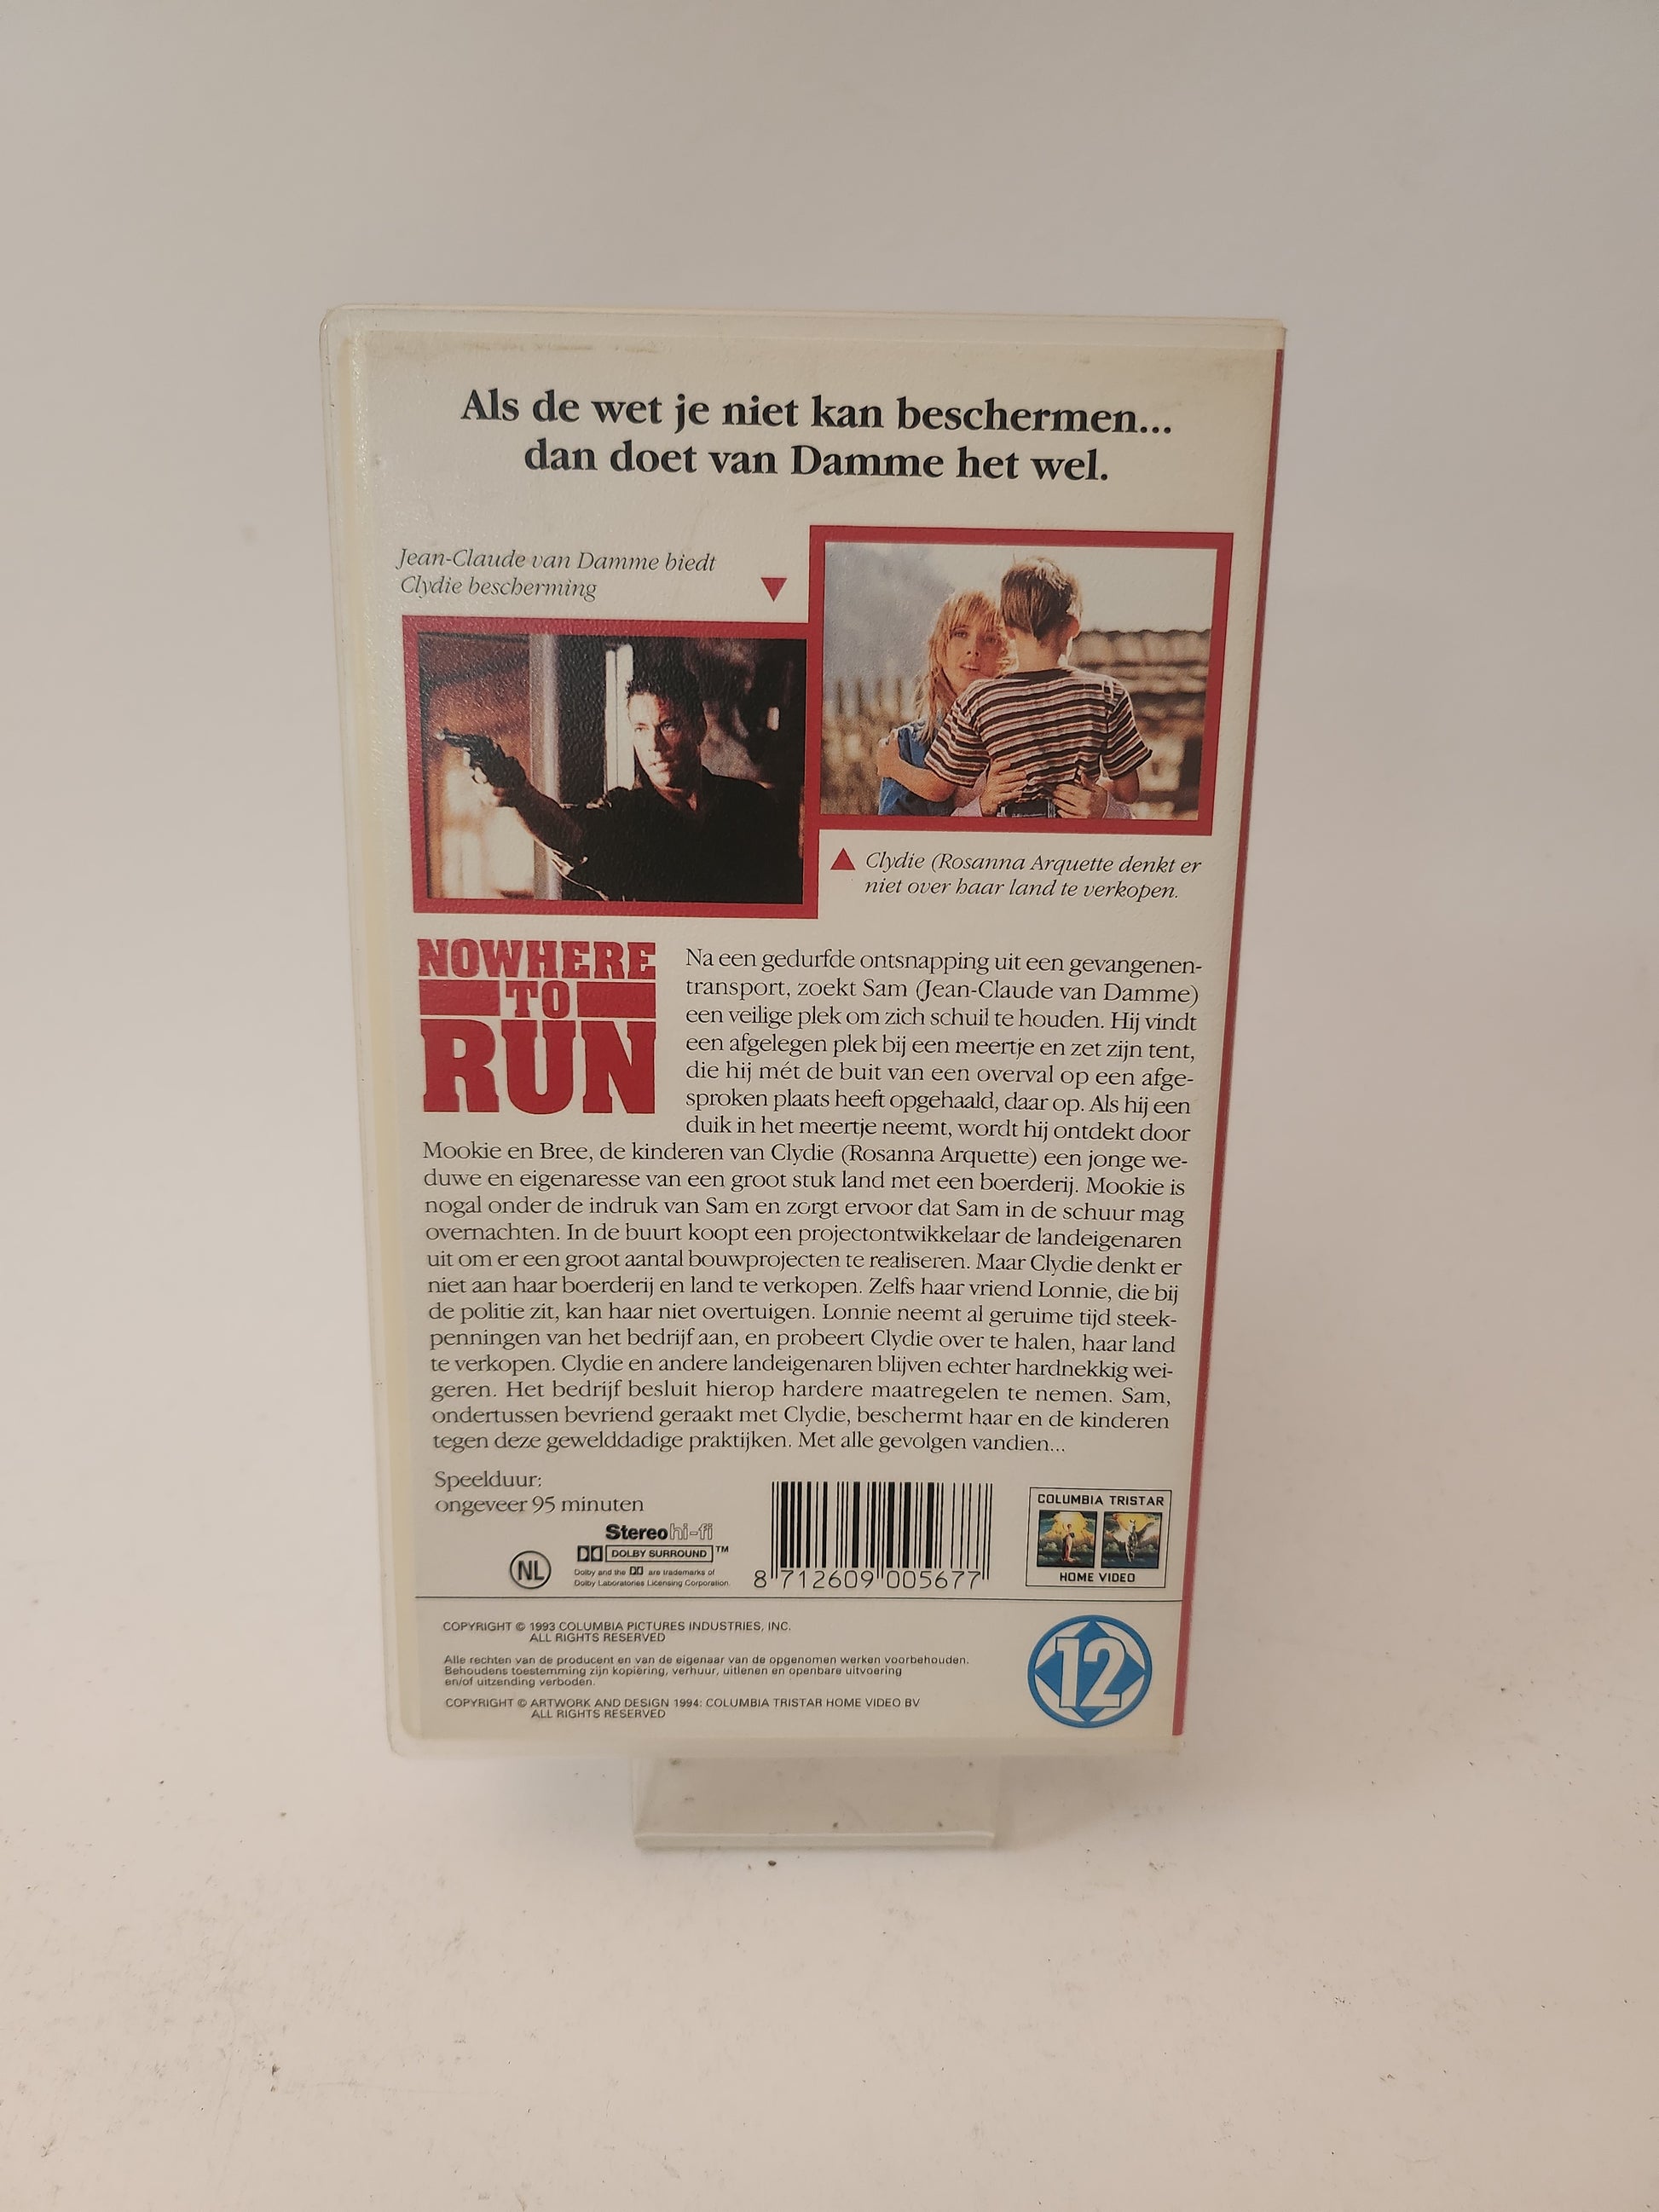 Als de wet je niet kan beschermen...
dan doet van Damme het wel.
Jean-Claude van Damme biedt
Clydie bescherming
Clydie (Rosanna Arquette denkt er
niet over haar land te verkopen.
NOWHERE
TO
RUN
Na een gedurfde ontsnapping uit een gevangenen-
transport, zoekt Sam (Jean-Claude van Damme)
een veilige plek om zich schuil te houden. Hij vindt
een afgelegen plek bij een meertje en zet zijn tent,
die hij mét de buit van een overval op een afge-
sproken plaats heeft opgehaald, daar op. Als hij een
duik in het meertje neemt, wordt hij ontdekt door
Mookie en Bree, de kinderen van Clydie (Rosanna Arquette) een jonge we-
duwe en eigenaresse van een groot stuk land met een boerderij. Mookie is
nogal onder de indruk van Sam en zorgt ervoor dat Sam in de schuur mag
overnachten. In de buurt koopt een projectontwikkelaar de landeigenaren
uit om er een groot aantal bouwprojecten te realiseren. Maar Clydie denkt er
niet aan haar boerderij en land te verkopen. Zelfs haar vriend Lonnie, die bij
de politie zit, kan haar niet overtuigen. Lonnie neemt al geruime tijd steek-
penningen van het bedrijf aan, en probeert Clydie over te halen, haar land
te verkopen. Clydie en andere landeigenaren blijven echter hardnekkig wei-
geren. Het bedrijf besluit hierop hardere maatregelen te nemen. Sam,
ondertussen bevriend geraakt met Clydie, beschermt haar en de kinderen
tegen deze gewelddadige praktijken. Met alle gevolgen vandien...
Speelduur:
ongeveer 95 minuten
Stereo hi-fi
DOLBY SURROUND TM
NL
Dolby and the DD are trademarks of
Dolby Laboratories Licensing Corporation.
8 712609 005677
COLUMBIA TRISTAR
HOME VIDEO
COPYRIGHT © 1993 COLUMBIA PICTURES INDUSTRIES, INC.
ALL RIGHTS RESERVED
Alle rechten van de producent en van de eigenaar van de opgenomen werken voorbehouden.
Behoudens toestemming zijn kopiëring, verhuur, uitlenen en openbare uitvoering
en/of uitzending verboden.
COPYRIGHT © ARTWORK AND DESIGN 1994: COLUMBIA TRISTAR HOME VIDEO BV
ALL RIGHTS RESERVED
12